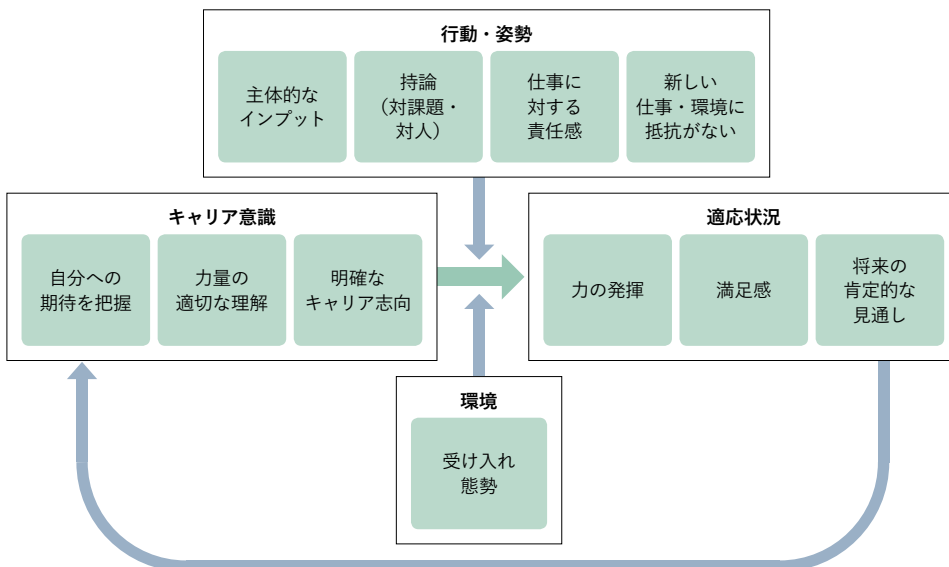 行動・姿勢
主体的な
インプット
持論
（対課題・
対人）
仕事に
対する
責任感
新しい
仕事・環境に
抵抗がない
キャリア意識
自分への
期待を把握
力量の
適切な理解
明確な
キャリア志向
適応状況
力の発揮
満足感
将来の
肯定的な
見通し
環境
受け入れ
態勢